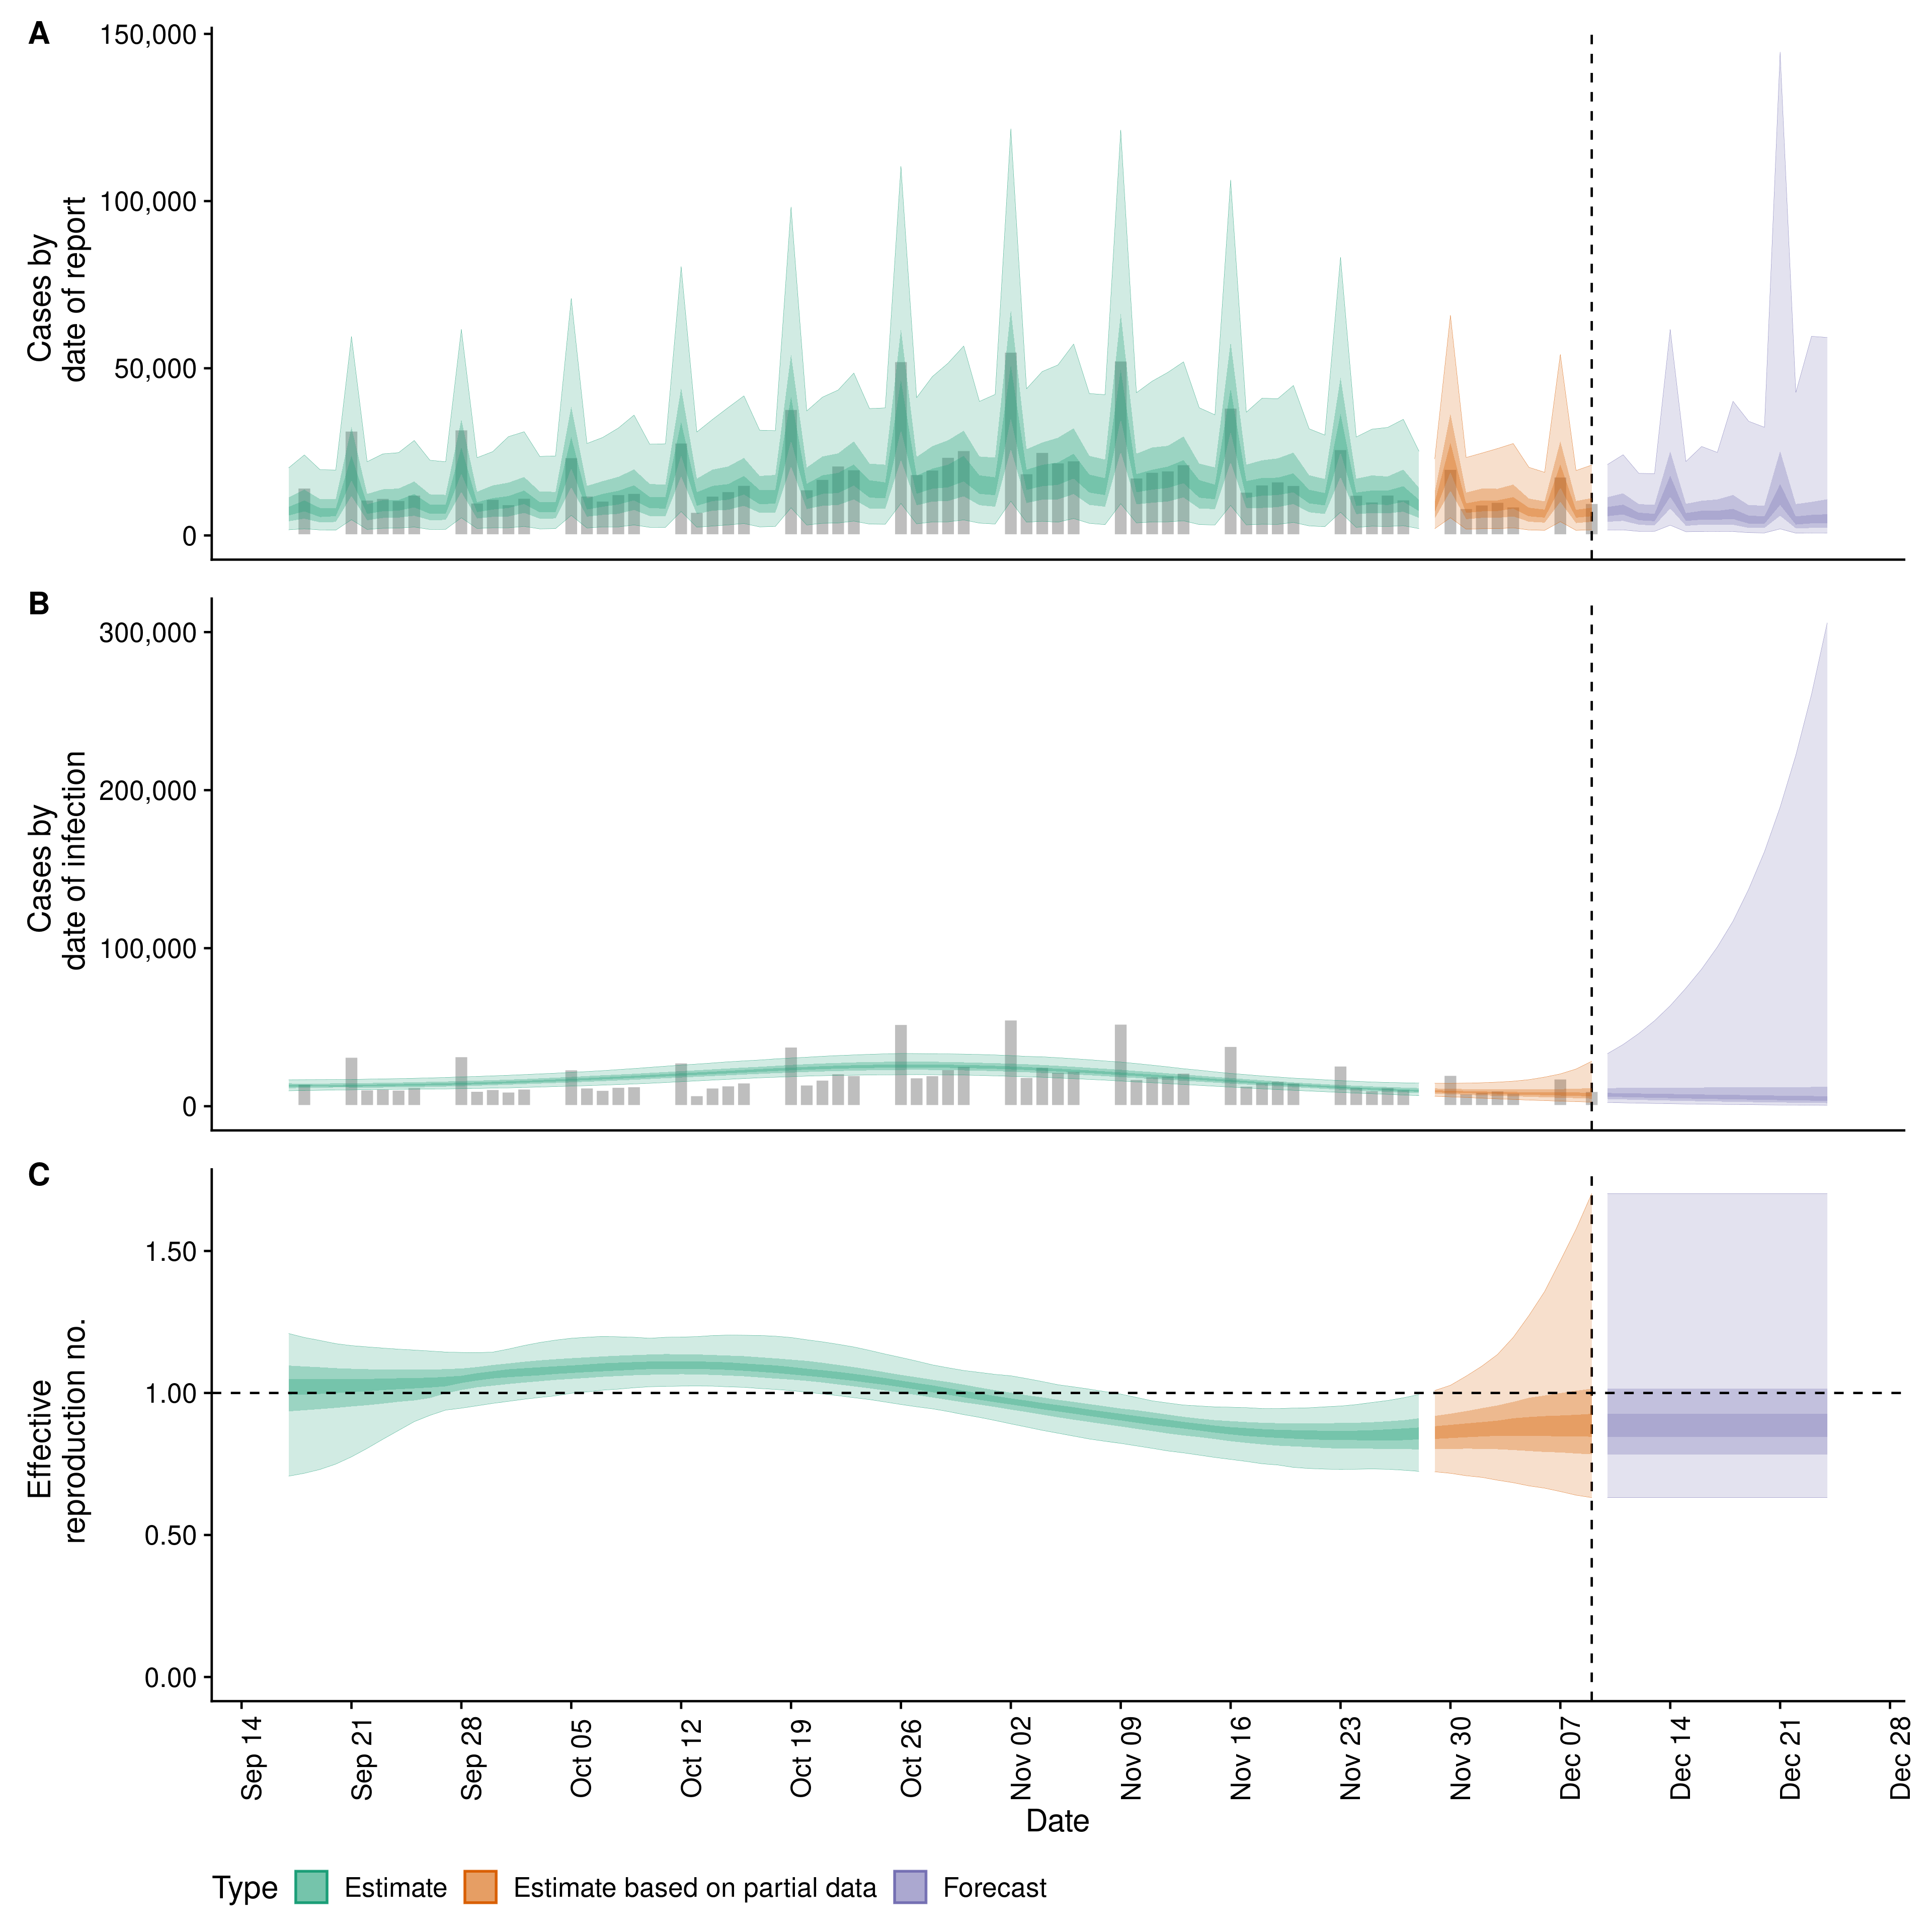 A
150,000
100,000
50,000
0
Cases by
date of report
B
300,000
200,000
100,000
0
Cases by
date of infection
C
1.50
1.00
0.50
0.00
Effective
reproduction no.
Sep 14
Sep 21
Sep 28
Oct 05
Oct 12
Oct 19
Oct 26
Nov 02
Nov 09
Nov 16
Nov 23
Nov 30
Dec 07
Dec 14
Dec 21
Dec 28
Date
Type Estimate Estimate based on partial data Forecast